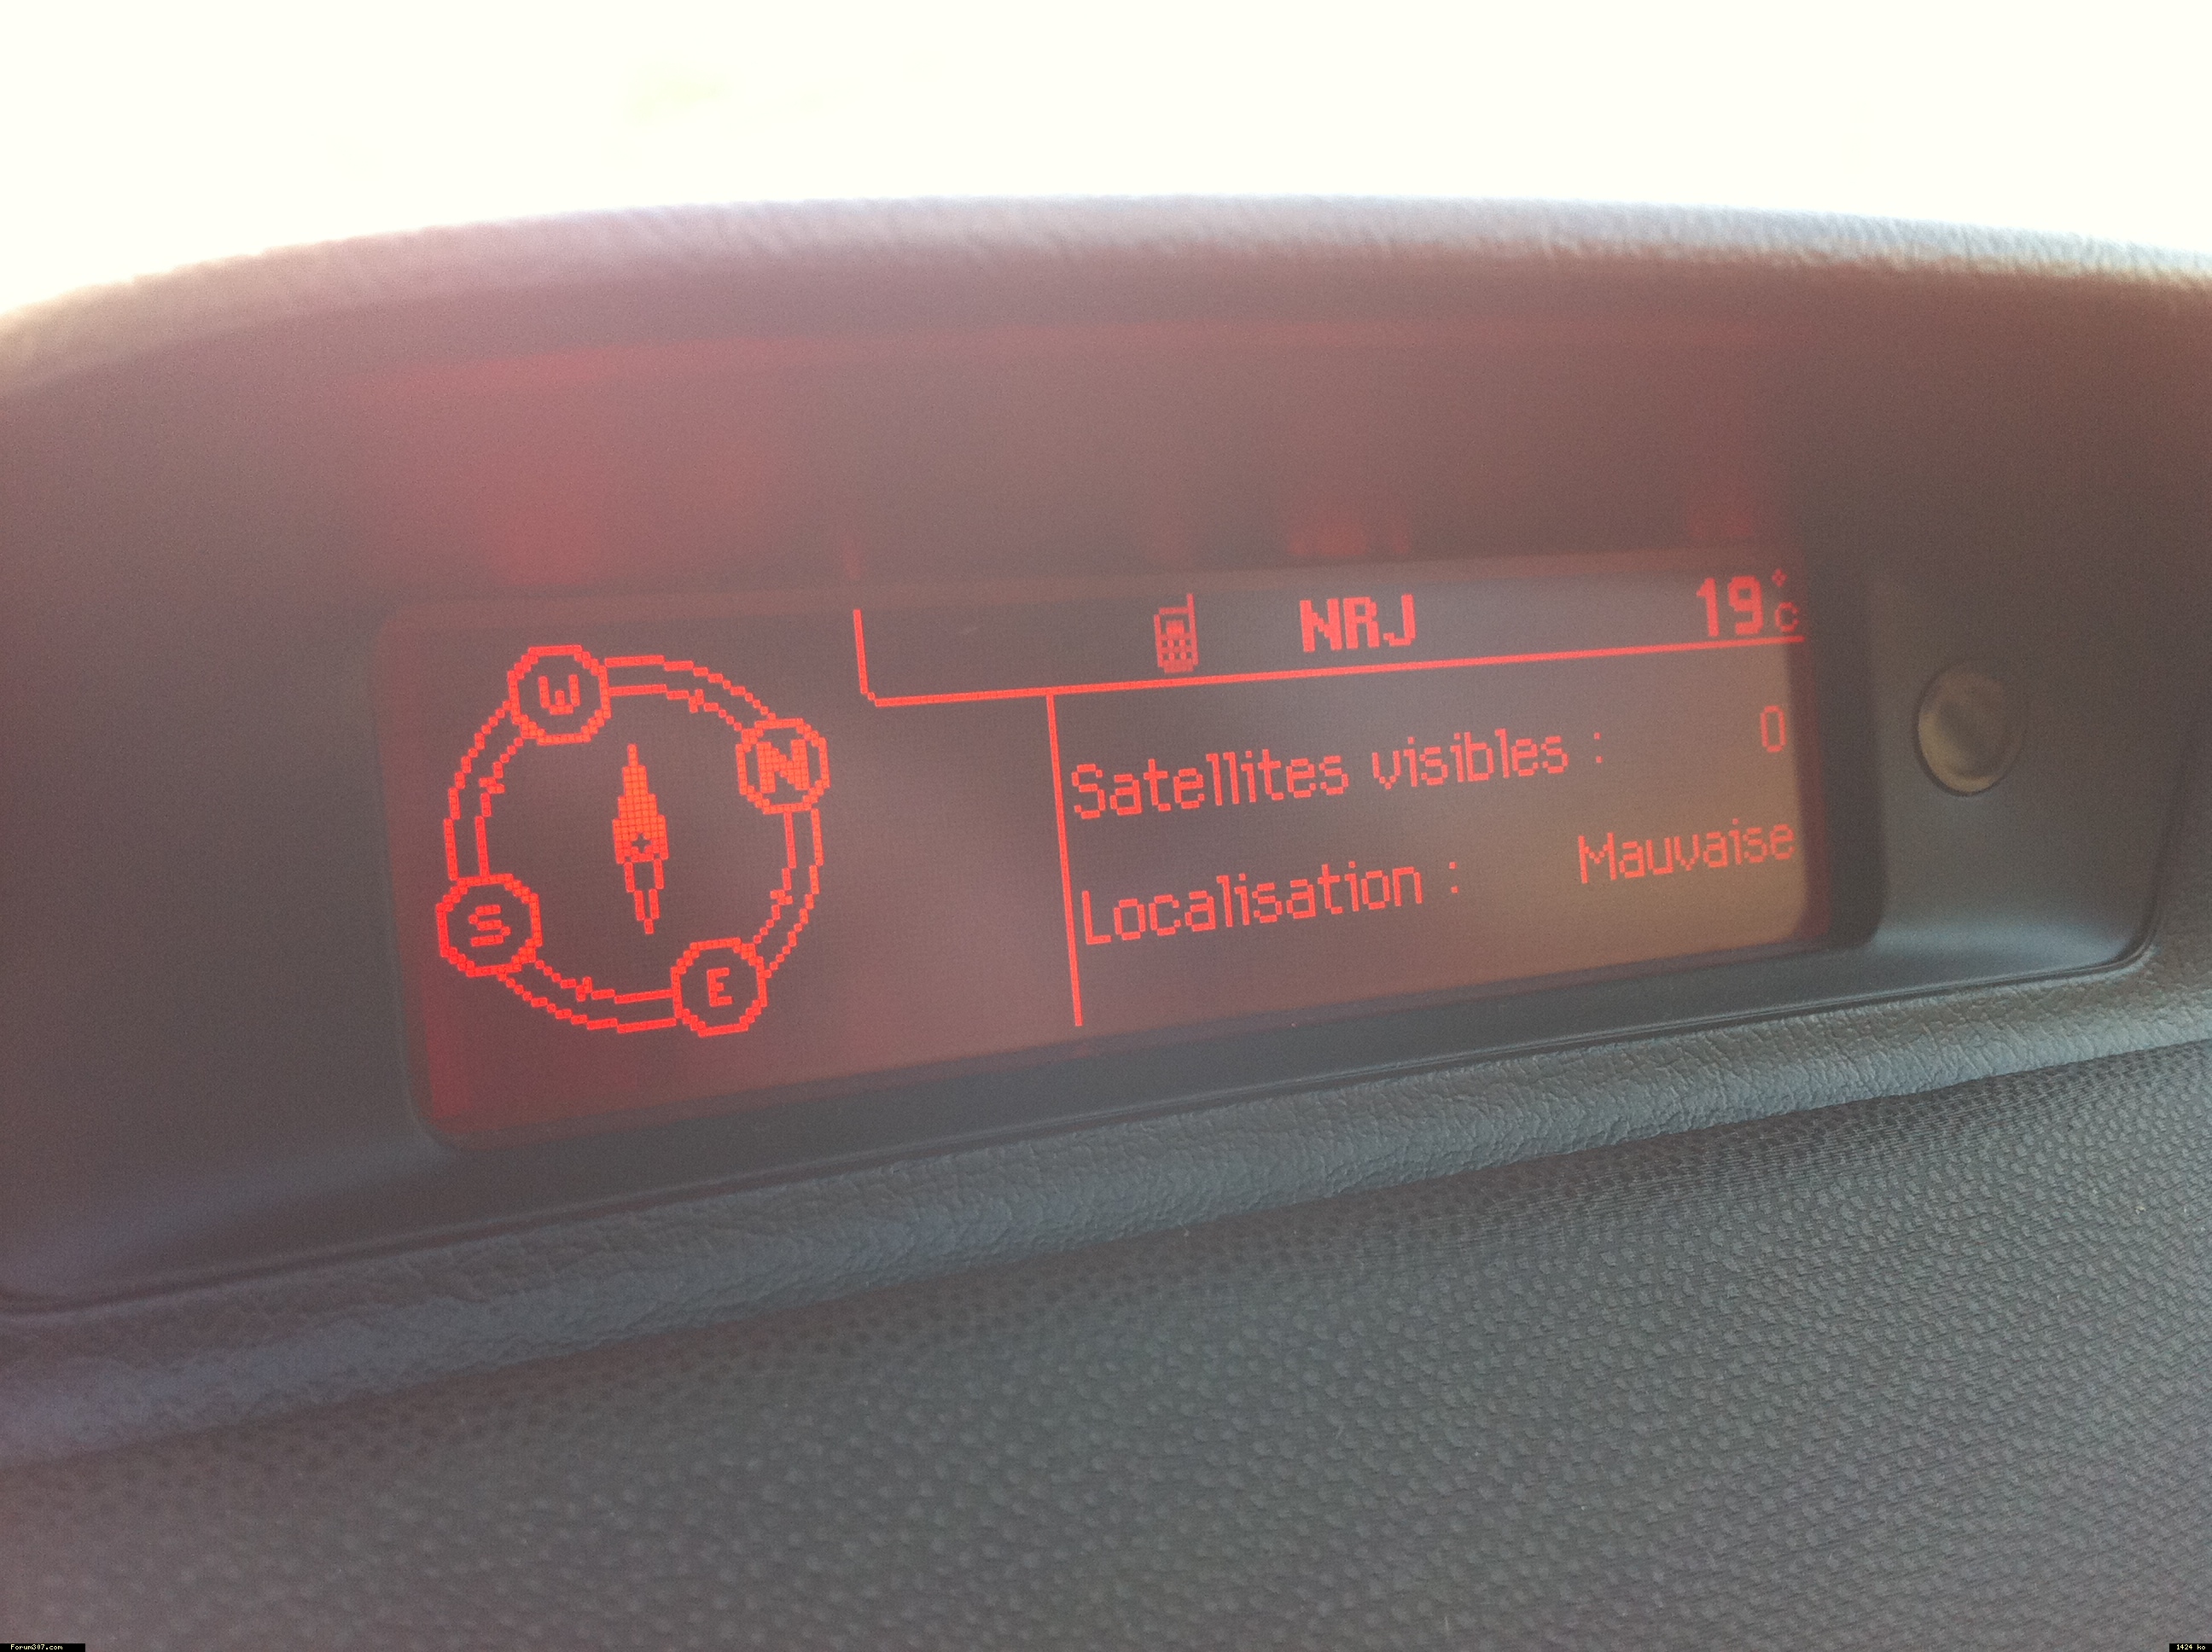 NRJ 19°C
W
N
S
E
Satellites visibles : 0
Localisation : Mauvaise
Forum307.com
1424 ko